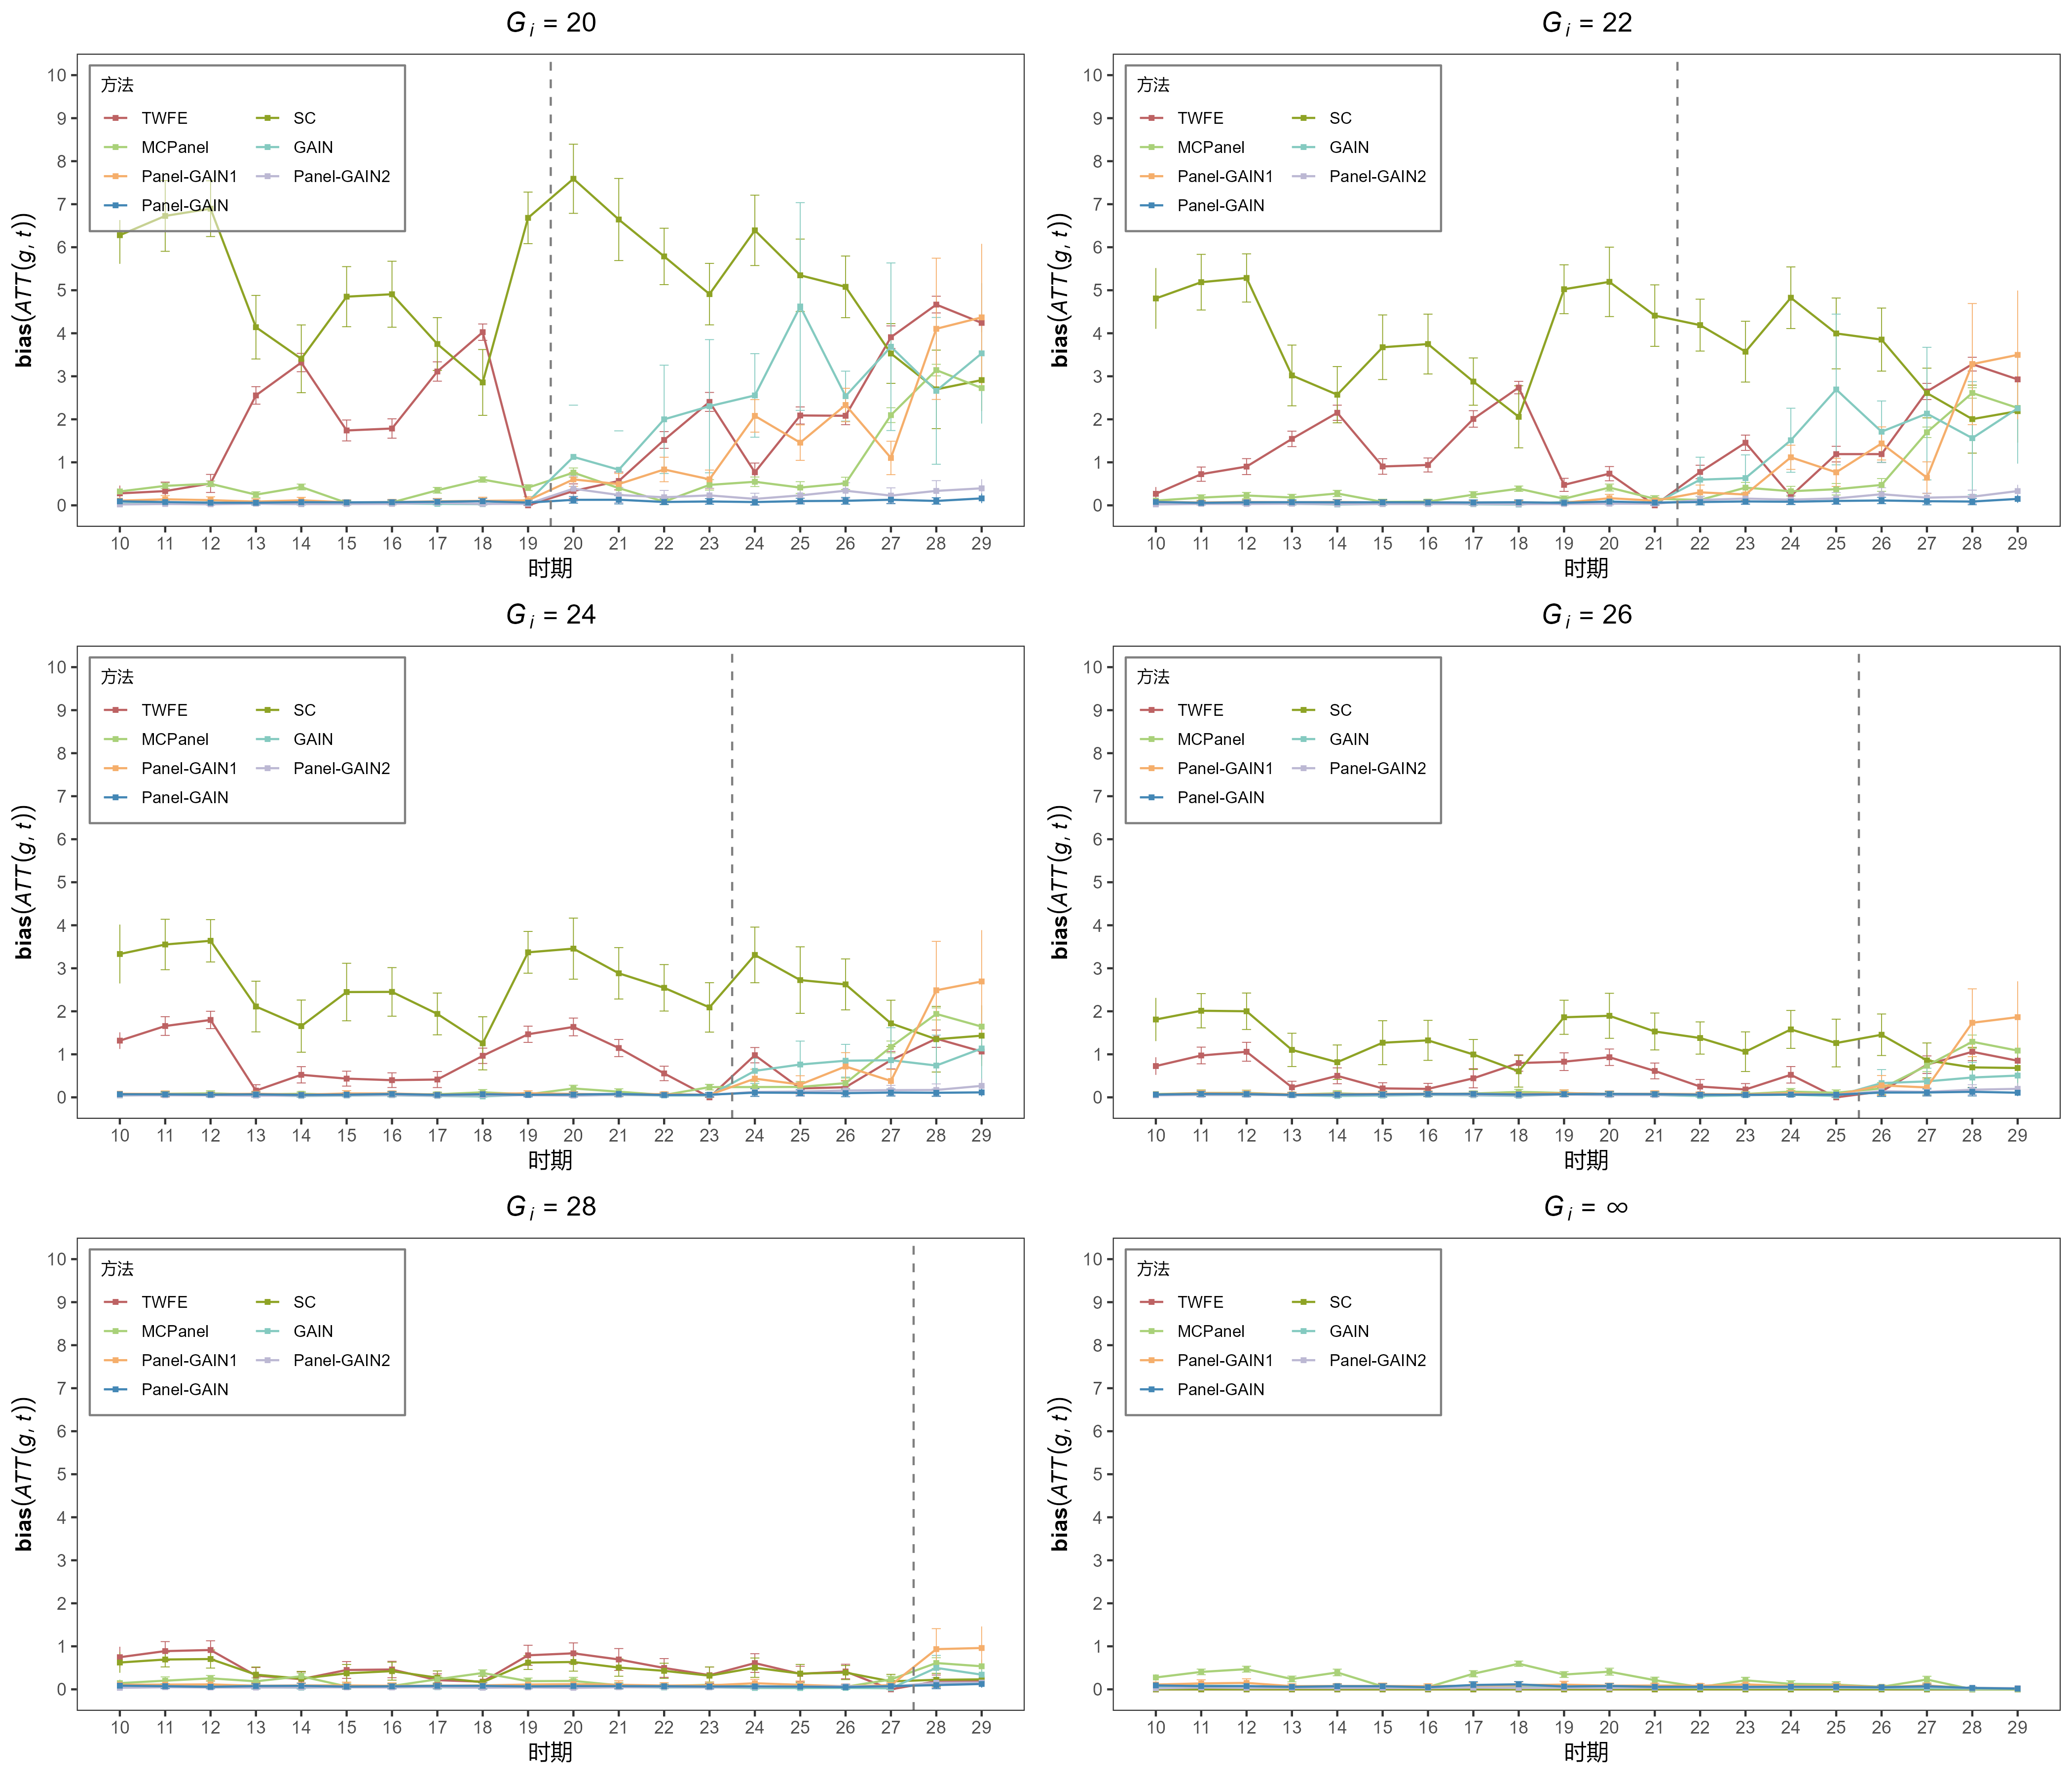 G i = 20
10
9
8
7
6
5
4
3
2
1
0
bias(ATT(g, t))
方法
TWFE SC
MCPanel GAIN
Panel-GAIN1 Panel-GAIN2
Panel-GAIN
10 11 12 13 14 15 16 17 18 19 20 21 22 23 24 25 26 27 28 29
时期
G i = 22
10
9
8
7
6
5
4
3
2
1
0
bias(ATT(g, t))
方法
TWFE SC
MCPanel GAIN
Panel-GAIN1 Panel-GAIN2
Panel-GAIN
10 11 12 13 14 15 16 17 18 19 20 21 22 23 24 25 26 27 28 29
时期
G i = 24
10
9
8
7
6
5
4
3
2
1
0
bias(ATT(g, t))
方法
TWFE SC
MCPanel GAIN
Panel-GAIN1 Panel-GAIN2
Panel-GAIN
10 11 12 13 14 15 16 17 18 19 20 21 22 23 24 25 26 27 28 29
时期
G i = 26
10
9
8
7
6
5
4
3
2
1
0
bias(ATT(g, t))
方法
TWFE SC
MCPanel GAIN
Panel-GAIN1 Panel-GAIN2
Panel-GAIN
10 11 12 13 14 15 16 17 18 19 20 21 22 23 24 25 26 27 28 29
时期
G i = 28
10
9
8
7
6
5
4
3
2
1
0
bias(ATT(g, t))
方法
TWFE SC
MCPanel GAIN
Panel-GAIN1 Panel-GAIN2
Panel-GAIN
10 11 12 13 14 15 16 17 18 19 20 21 22 23 24 25 26 27 28 29
时期
G i = ∞
10
9
8
7
6
5
4
3
2
1
0
bias(ATT(g, t))
方法
TWFE SC
MCPanel GAIN
Panel-GAIN1 Panel-GAIN2
Panel-GAIN
10 11 12 13 14 15 16 17 18 19 20 21 22 23 24 25 26 27 28 29
时期